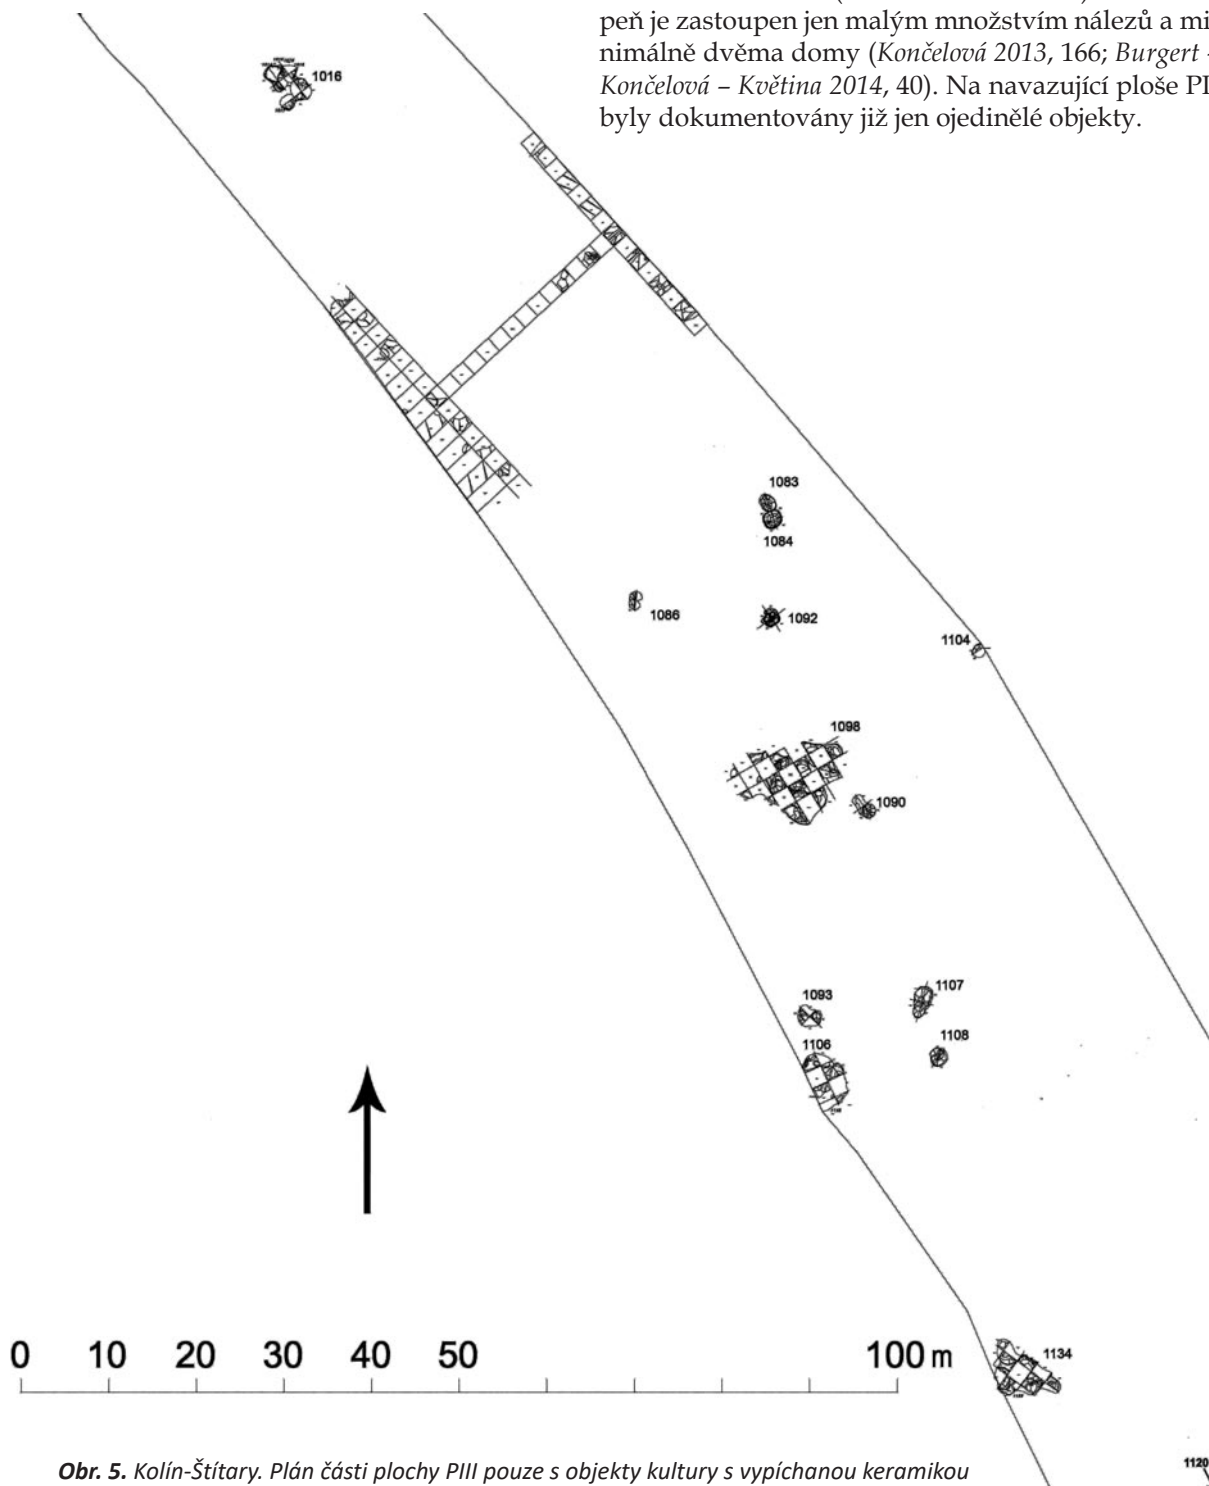 peň je zastoupen jen malým množstvím nálezů a mi
nimálně dvěma domy (Končelová 2013, 166; Burgert -
Končelová – Květina 2014, 40). Na navazující ploše PI
byly dokumentovány již jen ojedinělé objekty.
1016
1083
1084
1086
1092
1104
1098
1090
1107
1093
1108
1106
0 10 20 30 40 50 100 m
1134
Obr. 5. Kolín-Štítary. Plán části plochy PIII pouze s objekty kultury s vypíchanou keramikou
1120